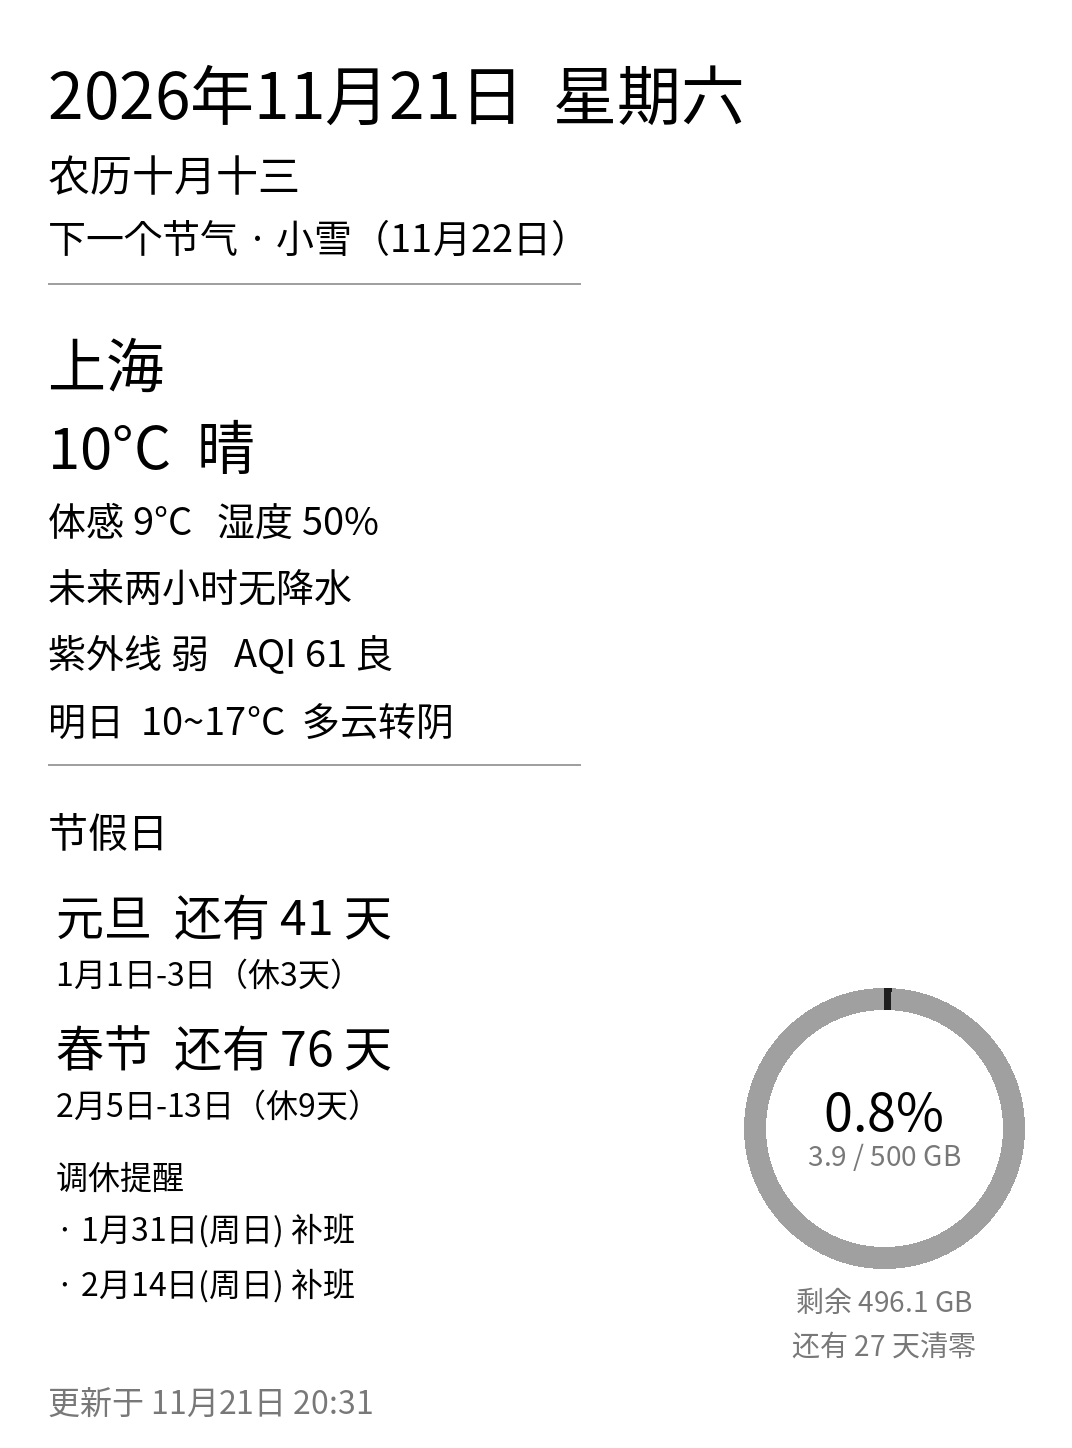 2026年11月21日 星期六
农历十月十三
下一个节气 · 小雪（11月22日）
上海
10°C 晴
体感 9°C 湿度 50%
未来两小时无降水
紫外线 弱 AQI 61 良
明日 10~17°C 多云转阴
节假日
元旦 还有 41 天
1月1日-3日（休3天）
春节 还有 76 天
2月5日-13日（休9天）
调休提醒
· 1月31日(周日) 补班
· 2月14日(周日) 补班
0.8%
3.9 / 500 GB
剩余 496.1 GB
还有 27 天清零
更新于 11月21日 20:31